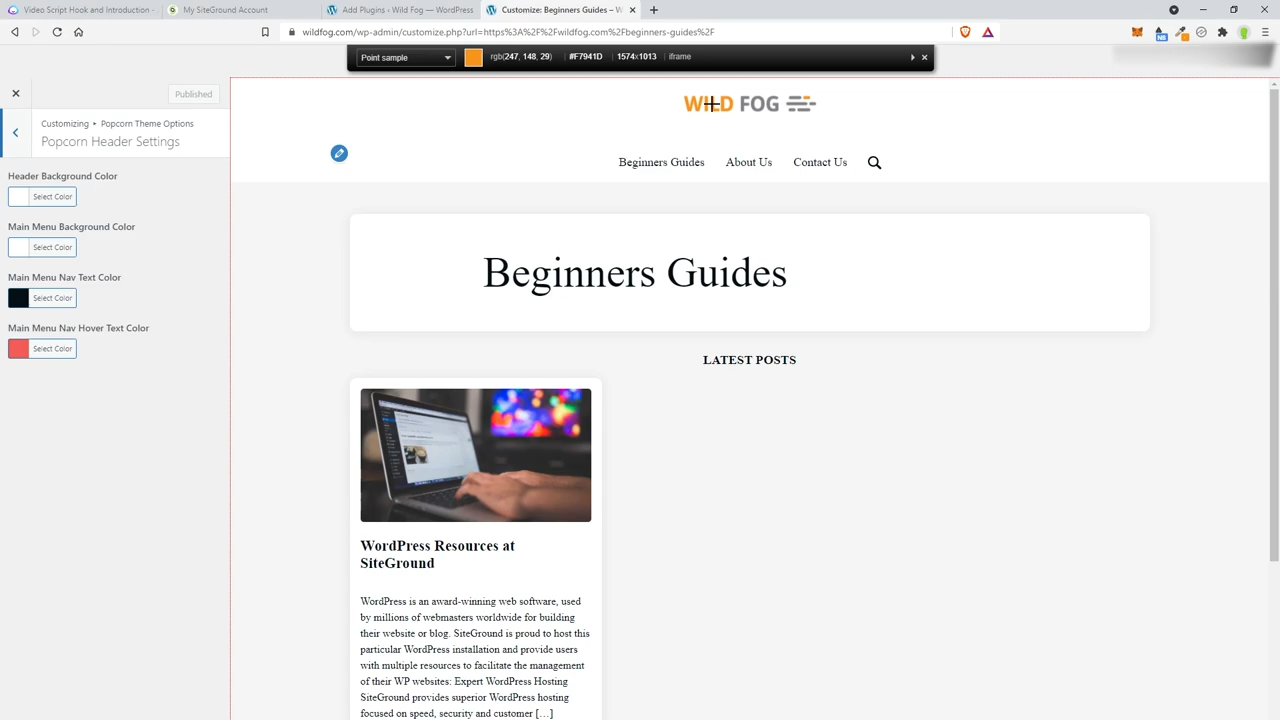 Video Script Hook and Introduction -
My SiteGround Account
Add Plugins ‹ Wild Fog — WordPress
Customize: Beginners Guides – W
wildfog.com/wp-admin/customize.php?url=https%3A%2F%2Fwildfog.com%2Fbeginners-guides%2F
Point sample
rgb(247, 148, 29)
#F7941D
1574x1013
iframe
Published
Customizing ▸ Popcorn Theme Options
Popcorn Header Settings
Header Background Color
Select Color
Main Menu Background Color
Select Color
Main Menu Nav Text Color
Select Color
Main Menu Nav Hover Text Color
Select Color
WILD FOG
Beginners Guides
About Us
Contact Us
Beginners Guides
LATEST POSTS
WordPress Resources at
SiteGround
WordPress is an award-winning web software, used
by millions of webmasters worldwide for building
their website or blog. SiteGround is proud to host this
particular WordPress installation and provide users
with multiple resources to facilitate the management
of their WP websites: Expert WordPress Hosting
SiteGround provides superior WordPress hosting
focused on speed, security and customer […]